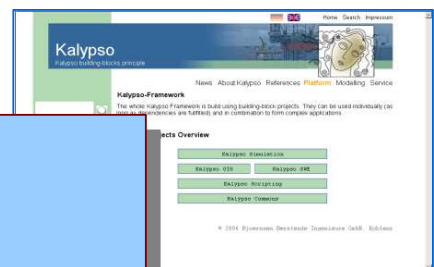 Home Search Impressum
Kalypso
Kalypso building-blocks principle
News About Kalypso References Platform Modelling Service
Kalypso-Framework
The whole Kalypso Framework is build using building-block projects. They can be used individually (as
long as dependencies are fulfilled) and in combination to form complex applications.
ects Overview
Kalypso Simulation
Kalypso GIS Kalypso HWE
Kalypso Scripting
Kalypso Commons
© 2004 Bjoernsen Beratende Ingenieure GmbH, Koblenz